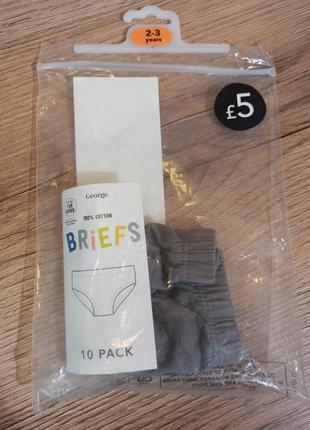 2-3
years
£5
George.
100% COTTON
BRiEFS
10 PACK